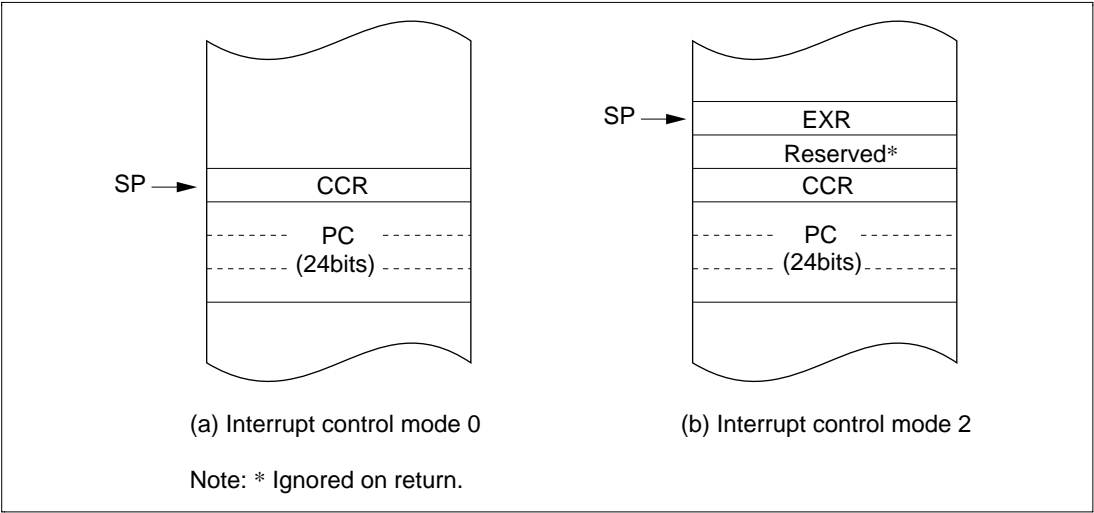 SP
EXR
Reserved*
SP
CCR
CCR
PC
(24bits)
PC
(24bits)
(a) Interrupt control mode 0
(b) Interrupt control mode 2
Note: * Ignored on return.